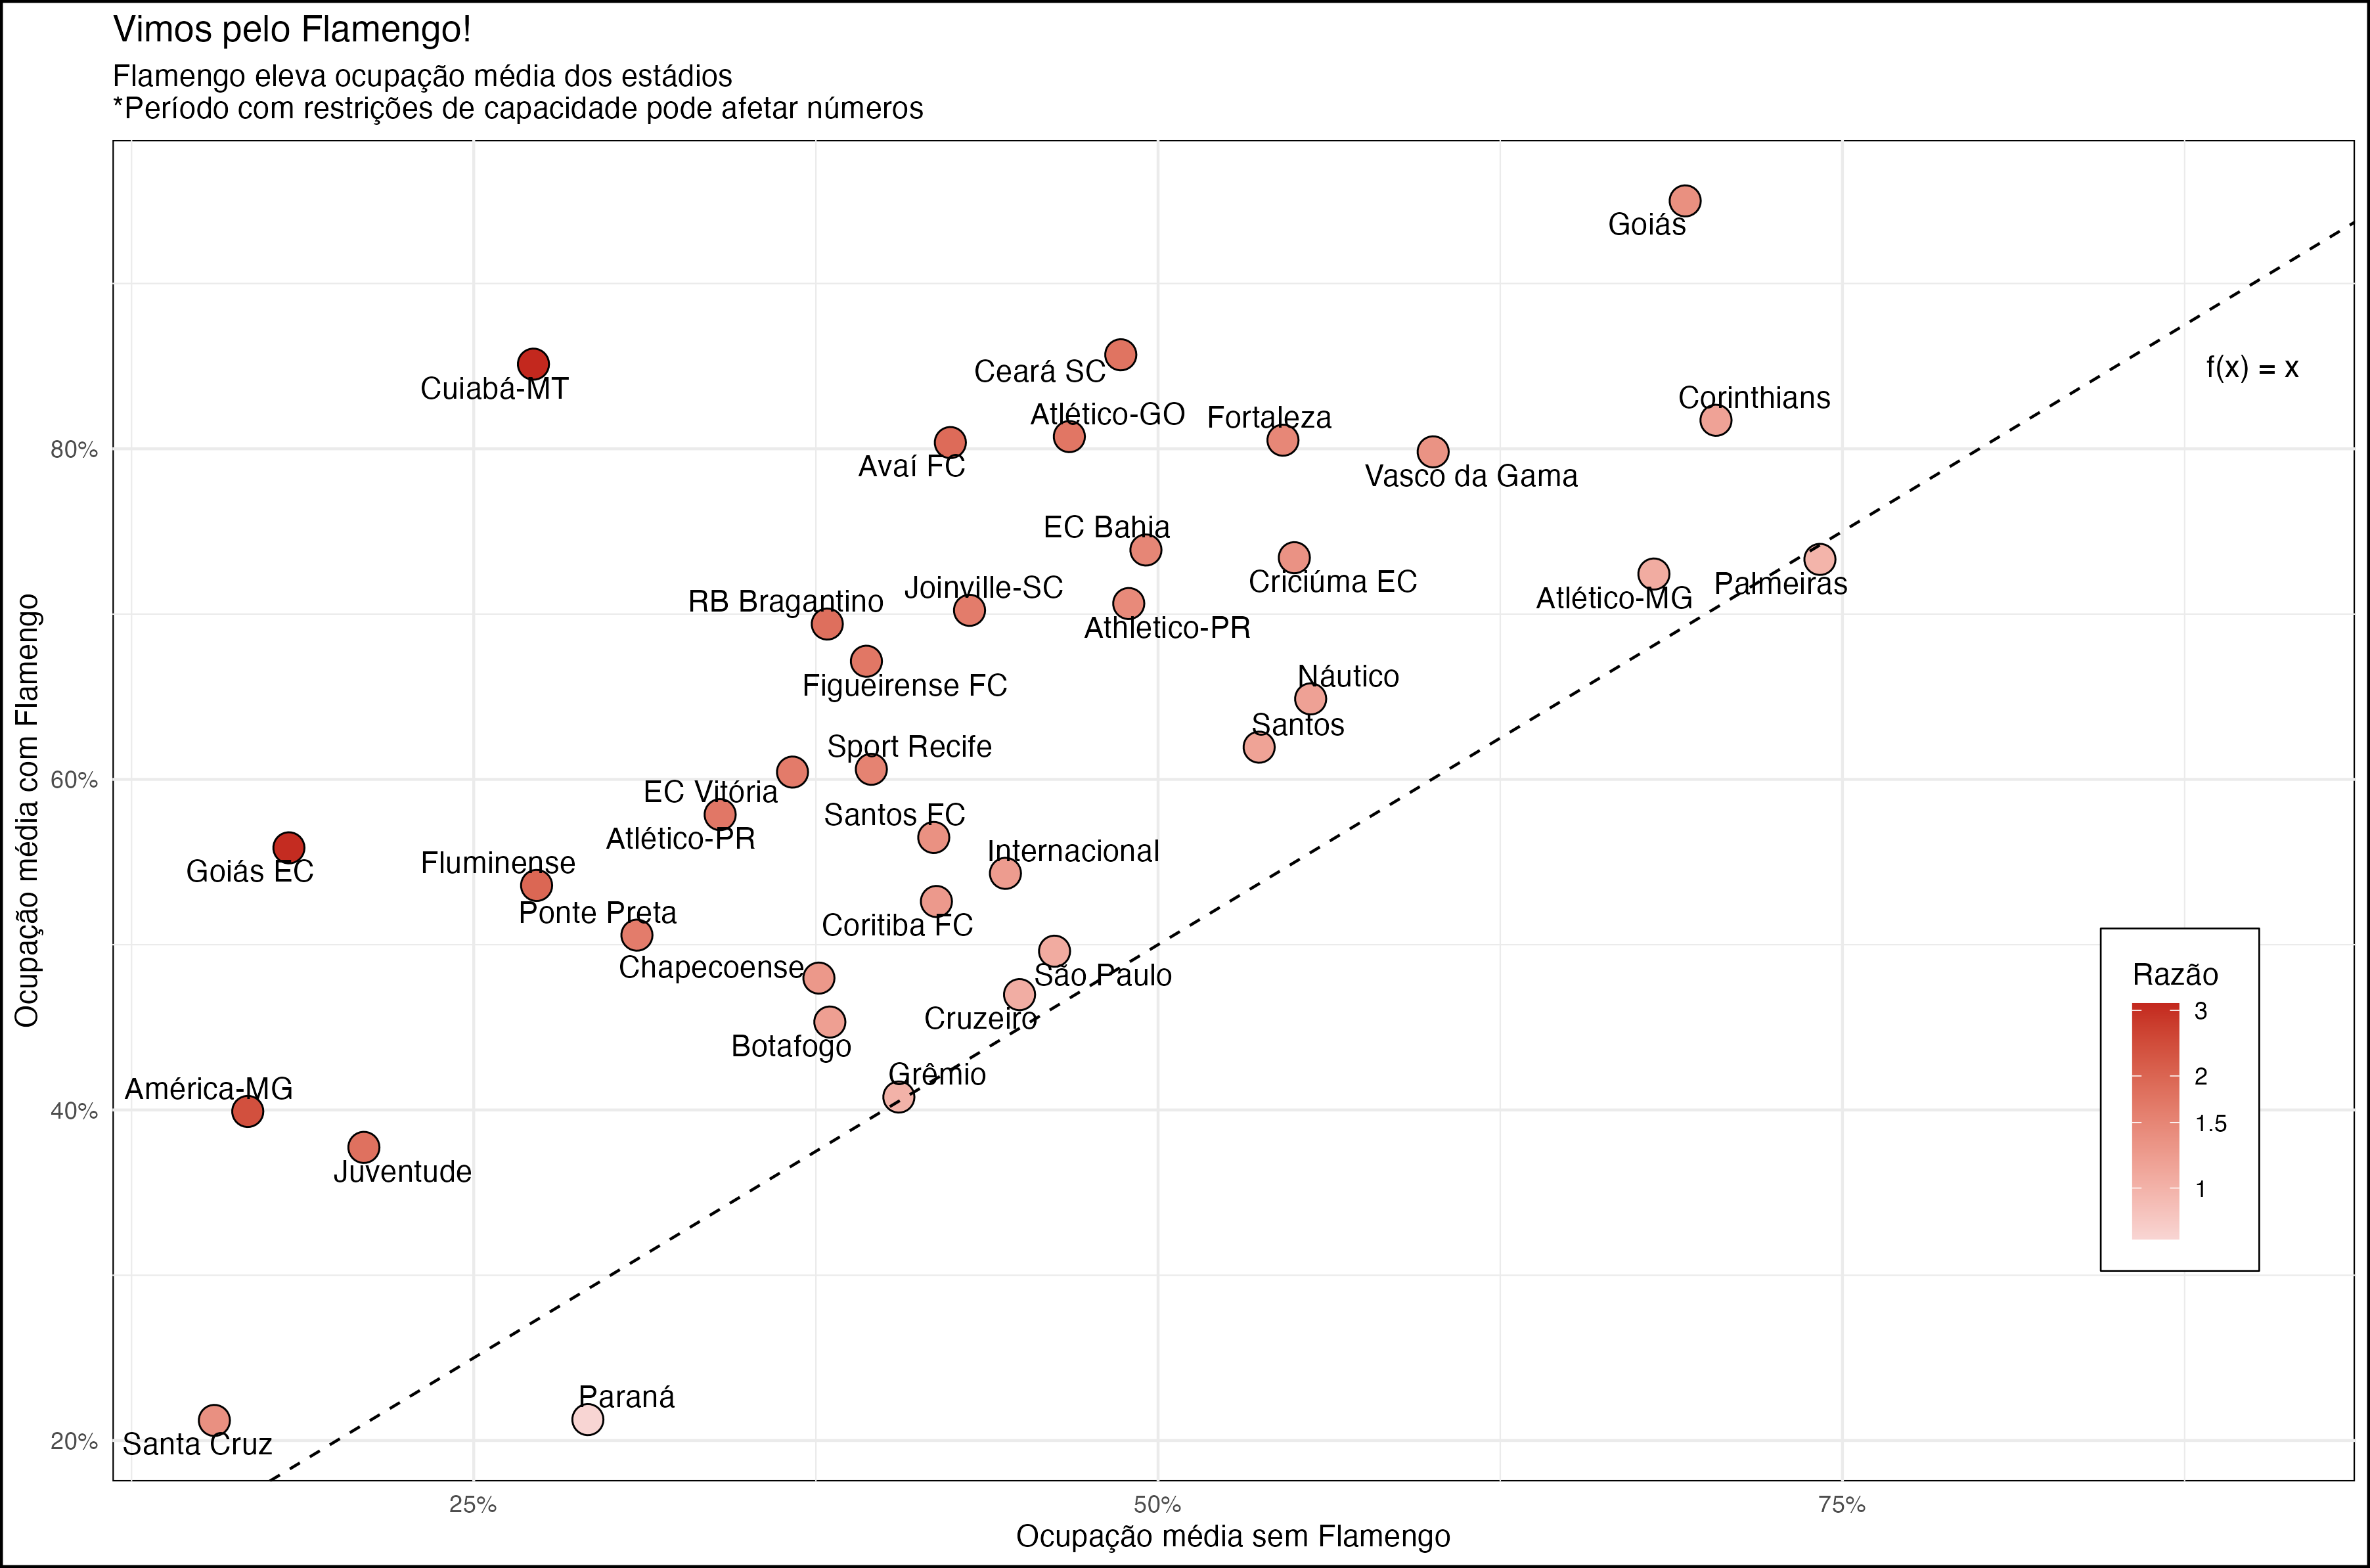 Vimos pelo Flamengo!
Flamengo eleva ocupação média dos estádios
*Período com restrições de capacidade pode afetar números
Ocupação média com Flamengo
80%
60%
40%
20%
Goiás
f(x) = x
Ceará SC
Cuiabá-MT
Corinthians
Atlético-GO
Fortaleza
Avaí FC
Vasco da Gama
EC Bahia
Criciúma EC
Joinville-SC
Palmeiras
Atlético-MG
RB Bragantino
Athletico-PR
Náutico
Figueirense FC
Santos
Sport Recife
EC Vitória
Santos FC
Atlético-PR
Internacional
Fluminense
Goiás EC
Ponte Preta
Coritiba FC
Chapecoense
São Paulo
Cruzeiro
Botafogo
Grêmio
América-MG
Juventude
Paraná
Santa Cruz
Razão
3
2
1.5
1
25%
50%
75%
Ocupação média sem Flamengo